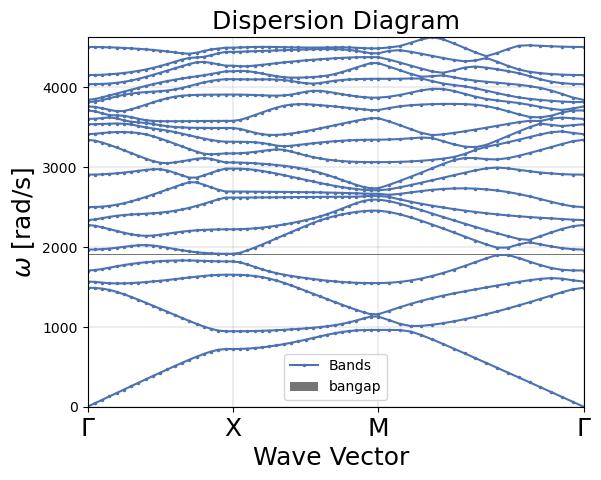 Dispersion Diagram
ω [rad/s]
4000
3000
2000
1000
0
Γ X M Γ
Wave Vector
Bands
bangap